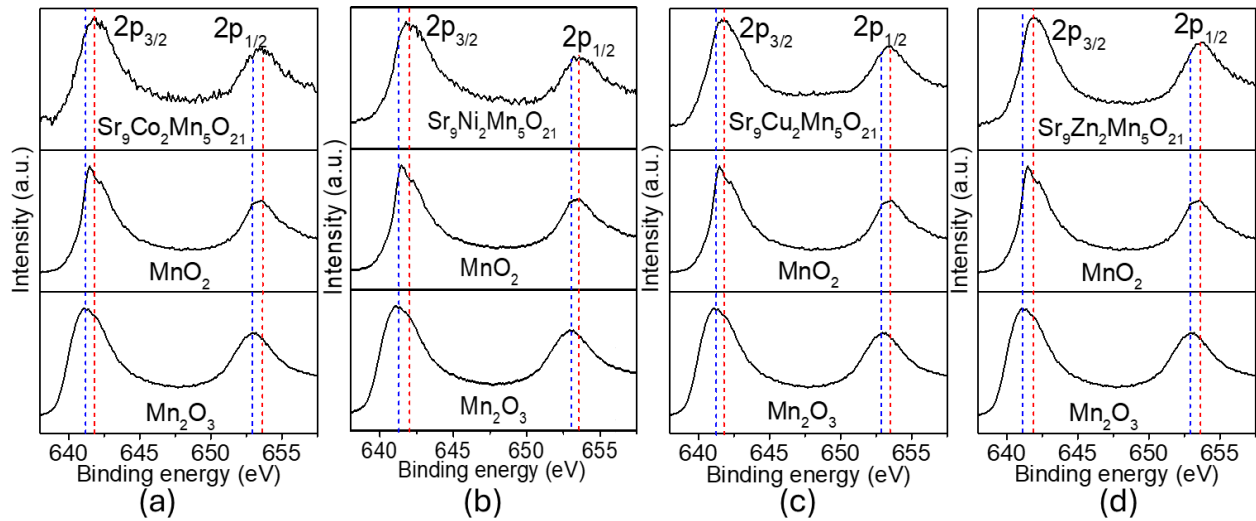 Intensity (a.u.)
2p3/2
2p1/2
Sr9Co2Mn5O21
MnO2
Mn2O3
640 645 650 655
Binding energy (eV)
(a)
Intensity (a.u.)
2p3/2
2p1/2
Sr9Ni2Mn5O21
MnO2
Mn2O3
640 645 650 655
Binding energy (eV)
(b)
Intensity (a.u.)
2p3/2
2p1/2
Sr9Cu2Mn5O21
MnO2
Mn2O3
640 645 650 655
Binding energy (eV)
(c)
Intensity (a.u.)
2p3/2
2p1/2
Sr9Zn2Mn5O21
MnO2
Mn2O3
640 645 650 655
Binding energy (eV)
(d)